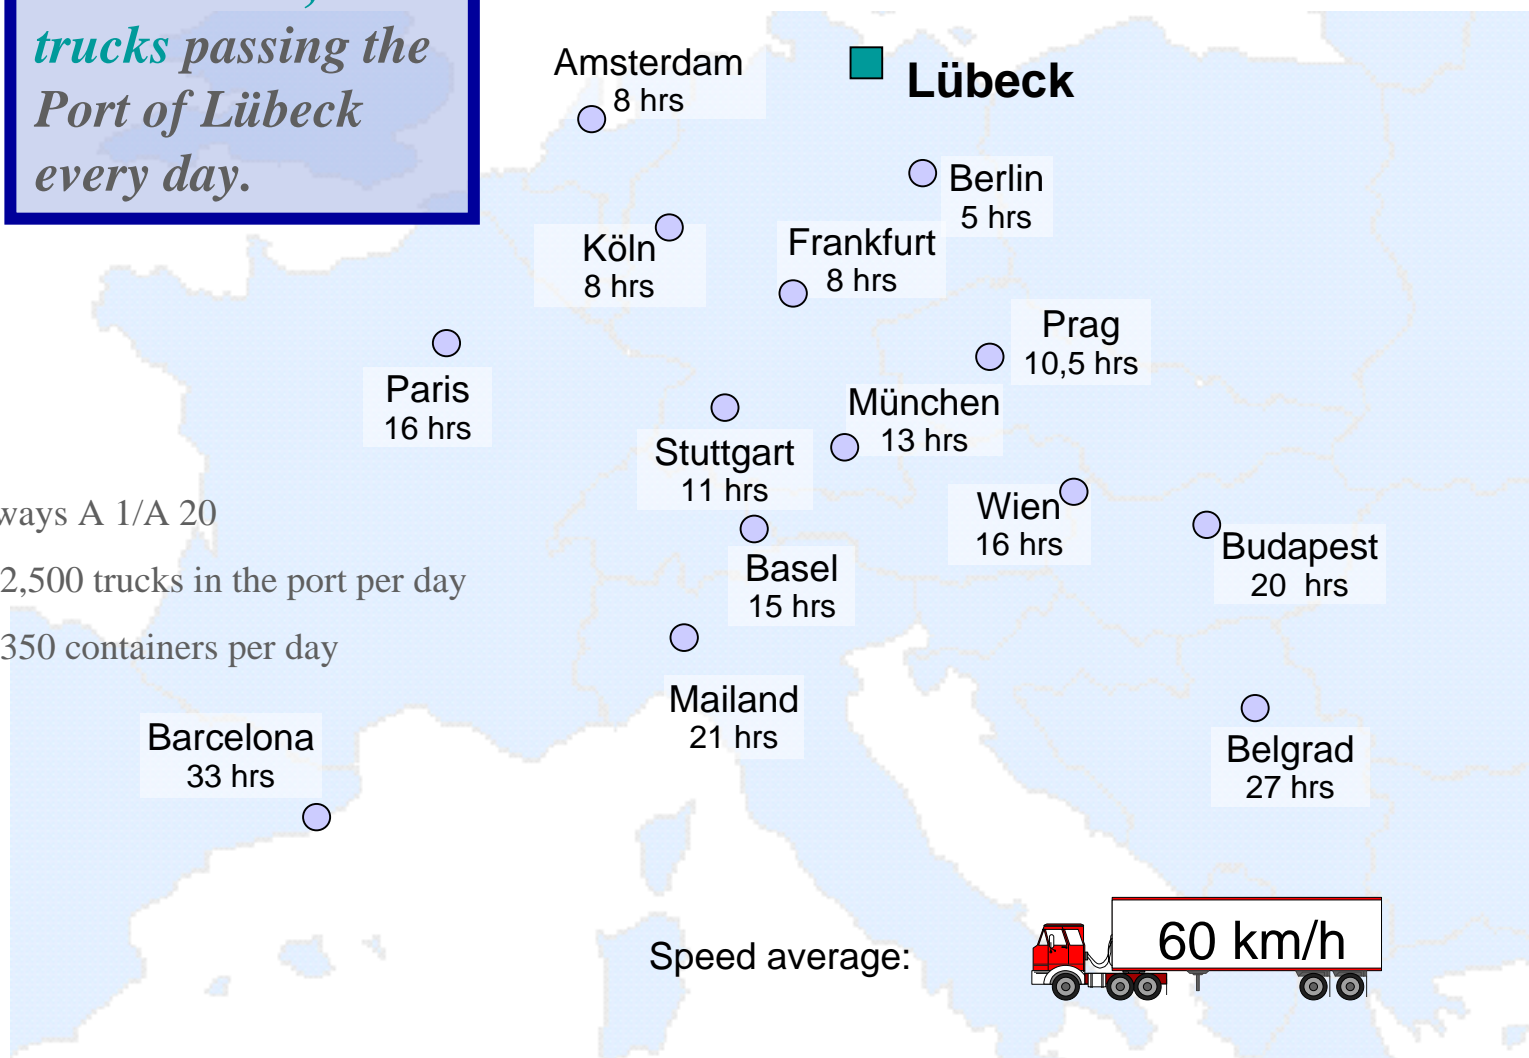 trucks passing the
Port of Lübeck
every day.
Amsterdam
8 hrs
Lübeck
Berlin
5 hrs
Köln
8 hrs
Frankfurt
8 hrs
Prag
10,5 hrs
Paris
16 hrs
München
13 hrs
Stuttgart
11 hrs
Wien
16 hrs
ways A 1/A 20
Budapest
20 hrs
Basel
15 hrs
2,500 trucks in the port per day
350 containers per day
Mailand
21 hrs
Barcelona
33 hrs
Belgrad
27 hrs
Speed average:
60 km/h